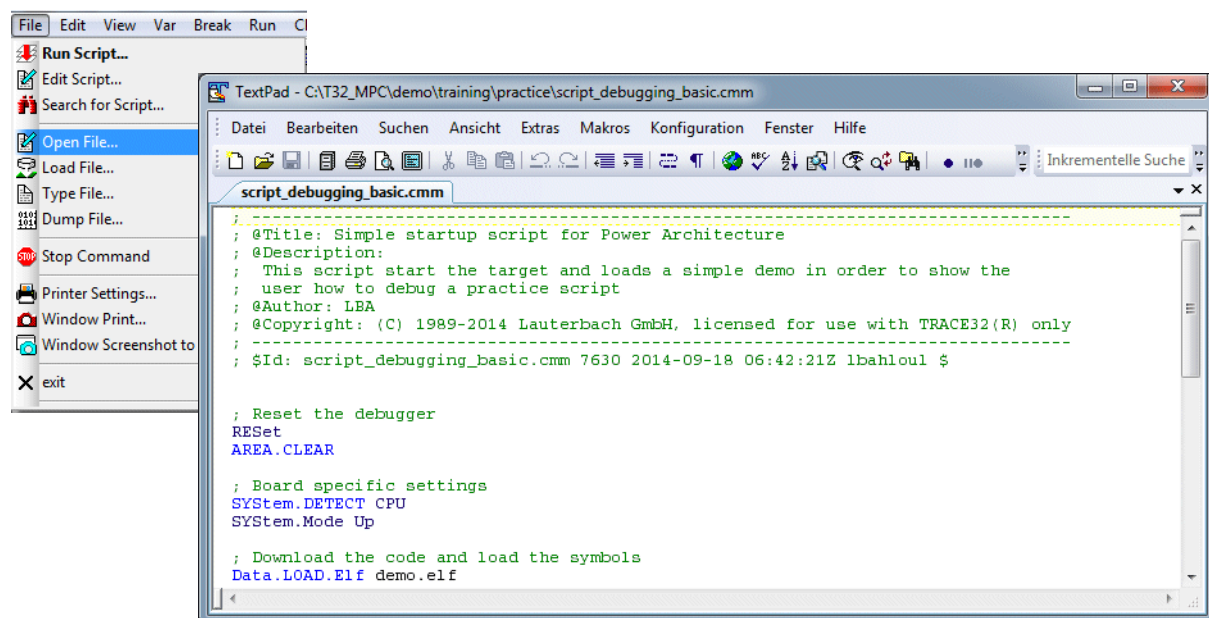 File Edit View Var Break Run Cl
Run Script...
Edit Script...
Search for Script...
Open File...
Load File...
Type File...
Dump File...
Stop Command
Printer Settings...
Window Print...
Window Screenshot to
exit
TextPad - C:\T32_MPC\demo\training\practice\script_debugging_basic.cmm
Datei Bearbeiten Suchen Ansicht Extras Makros Konfiguration Fenster Hilfe
Inkrementelle Suche
script_debugging_basic.cmm
; --------------------------------------------------------------------------------
; @Title: Simple startup script for Power Architecture
; @Description:
;  This script start the target and loads a simple demo in order to show the
;  user how to debug a practice script
; @Author: LBA
; @Copyright: (C) 1989-2014 Lauterbach GmbH, licensed for use with TRACE32(R) only
; --------------------------------------------------------------------------------
; $Id: script_debugging_basic.cmm 7630 2014-09-18 06:42:21Z lbahloul $
; Reset the debugger
RESet
AREA.CLEAR
; Board specific settings
SYStem.DETECT CPU
SYStem.Mode Up
; Download the code and load the symbols
Data.LOAD.Elf demo.elf